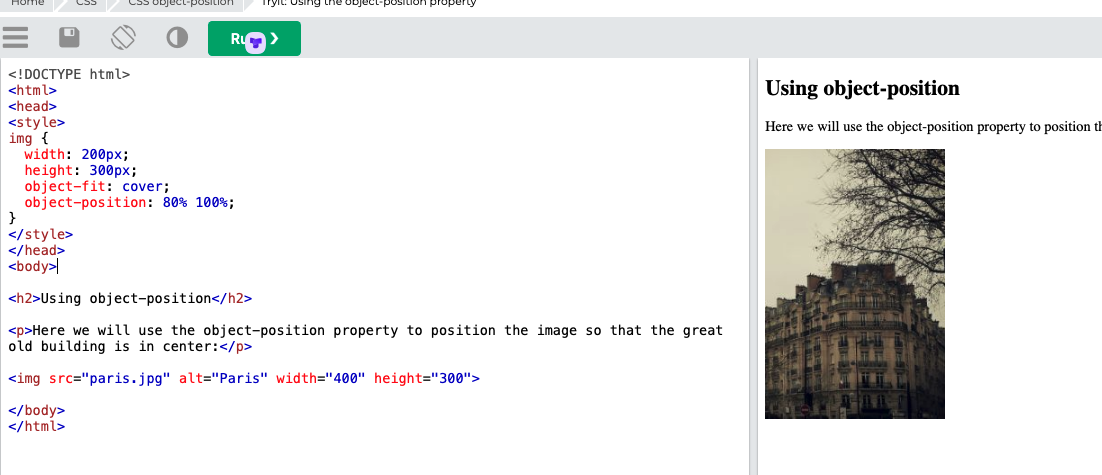 Home CSS CSS object-position Tryit: Using the object-position property
Ru ❯
<!DOCTYPE html>
<html>
<head>
<style>
img {
  width: 200px;
  height: 300px;
  object-fit: cover;
  object-position: 80% 100%;
}
</style>
</head>
<body>
<h2>Using object-position</h2>
<p>Here we will use the object-position property to position the image so that the great
old building is in center:</p>
<img src="paris.jpg" alt="Paris" width="400" height="300">
</body>
</html>
Using object-position
Here we will use the object-position property to position th